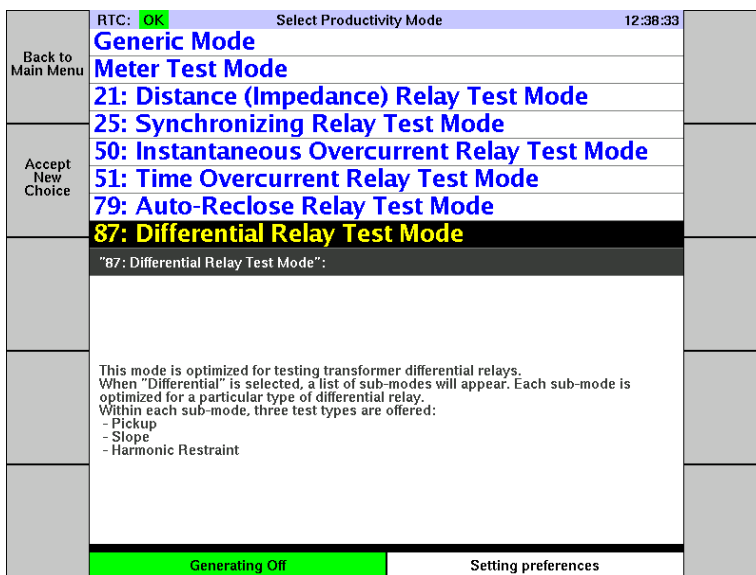 RTC: OK Select Productivity Mode 12:38:33
Back to
Main Menu
Generic Mode
Meter Test Mode
21: Distance (Impedance) Relay Test Mode
25: Synchronizing Relay Test Mode
Accept
New
Choice
50: Instantaneous Overcurrent Relay Test Mode
51: Time Overcurrent Relay Test Mode
79: Auto-Reclose Relay Test Mode
87: Differential Relay Test Mode
"87: Differential Relay Test Mode":
This mode is optimized for testing transformer differential relays.
When "Differential" is selected, a list of sub-modes will appear. Each sub-mode is
optimized for a particular type of differential relay.
Within each sub-mode, three test types are offered:
- Pickup
- Slope
- Harmonic Restraint
Generating Off Setting preferences